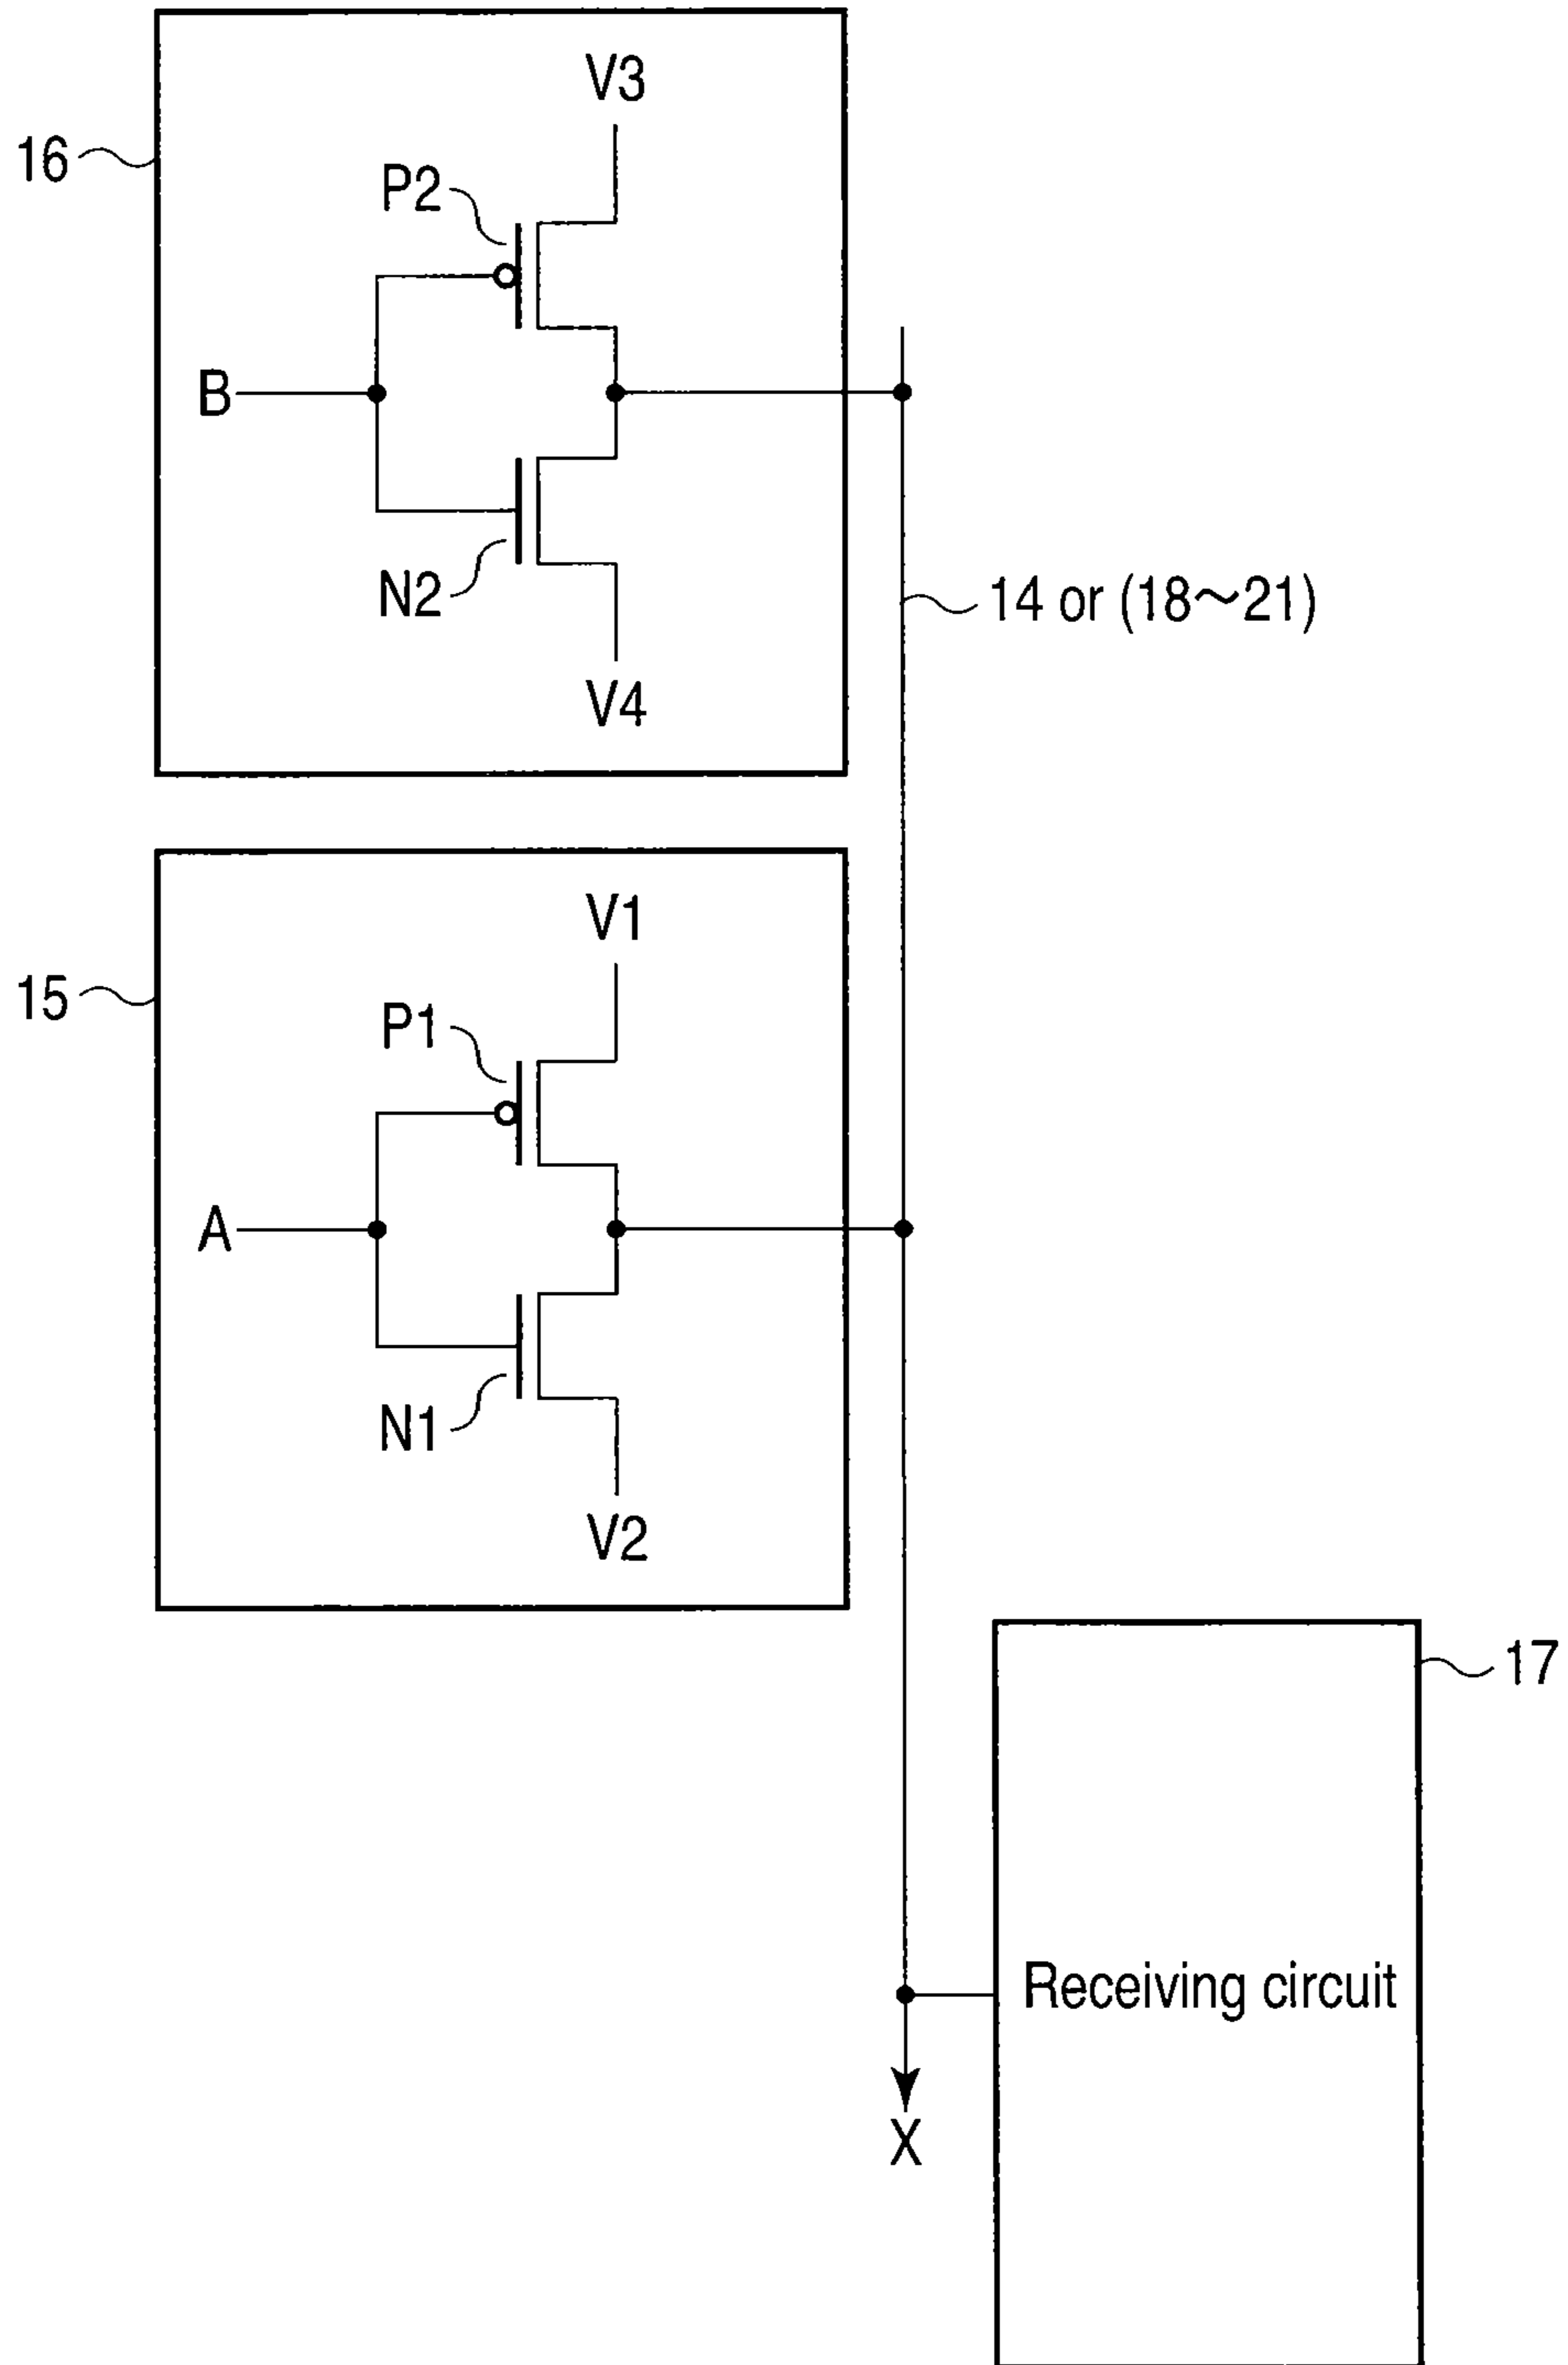 V3
16
P2
B
14 or (18～21)
N2
V4
V1
15
P1
A
N1
V2
17
Receiving circuit
X